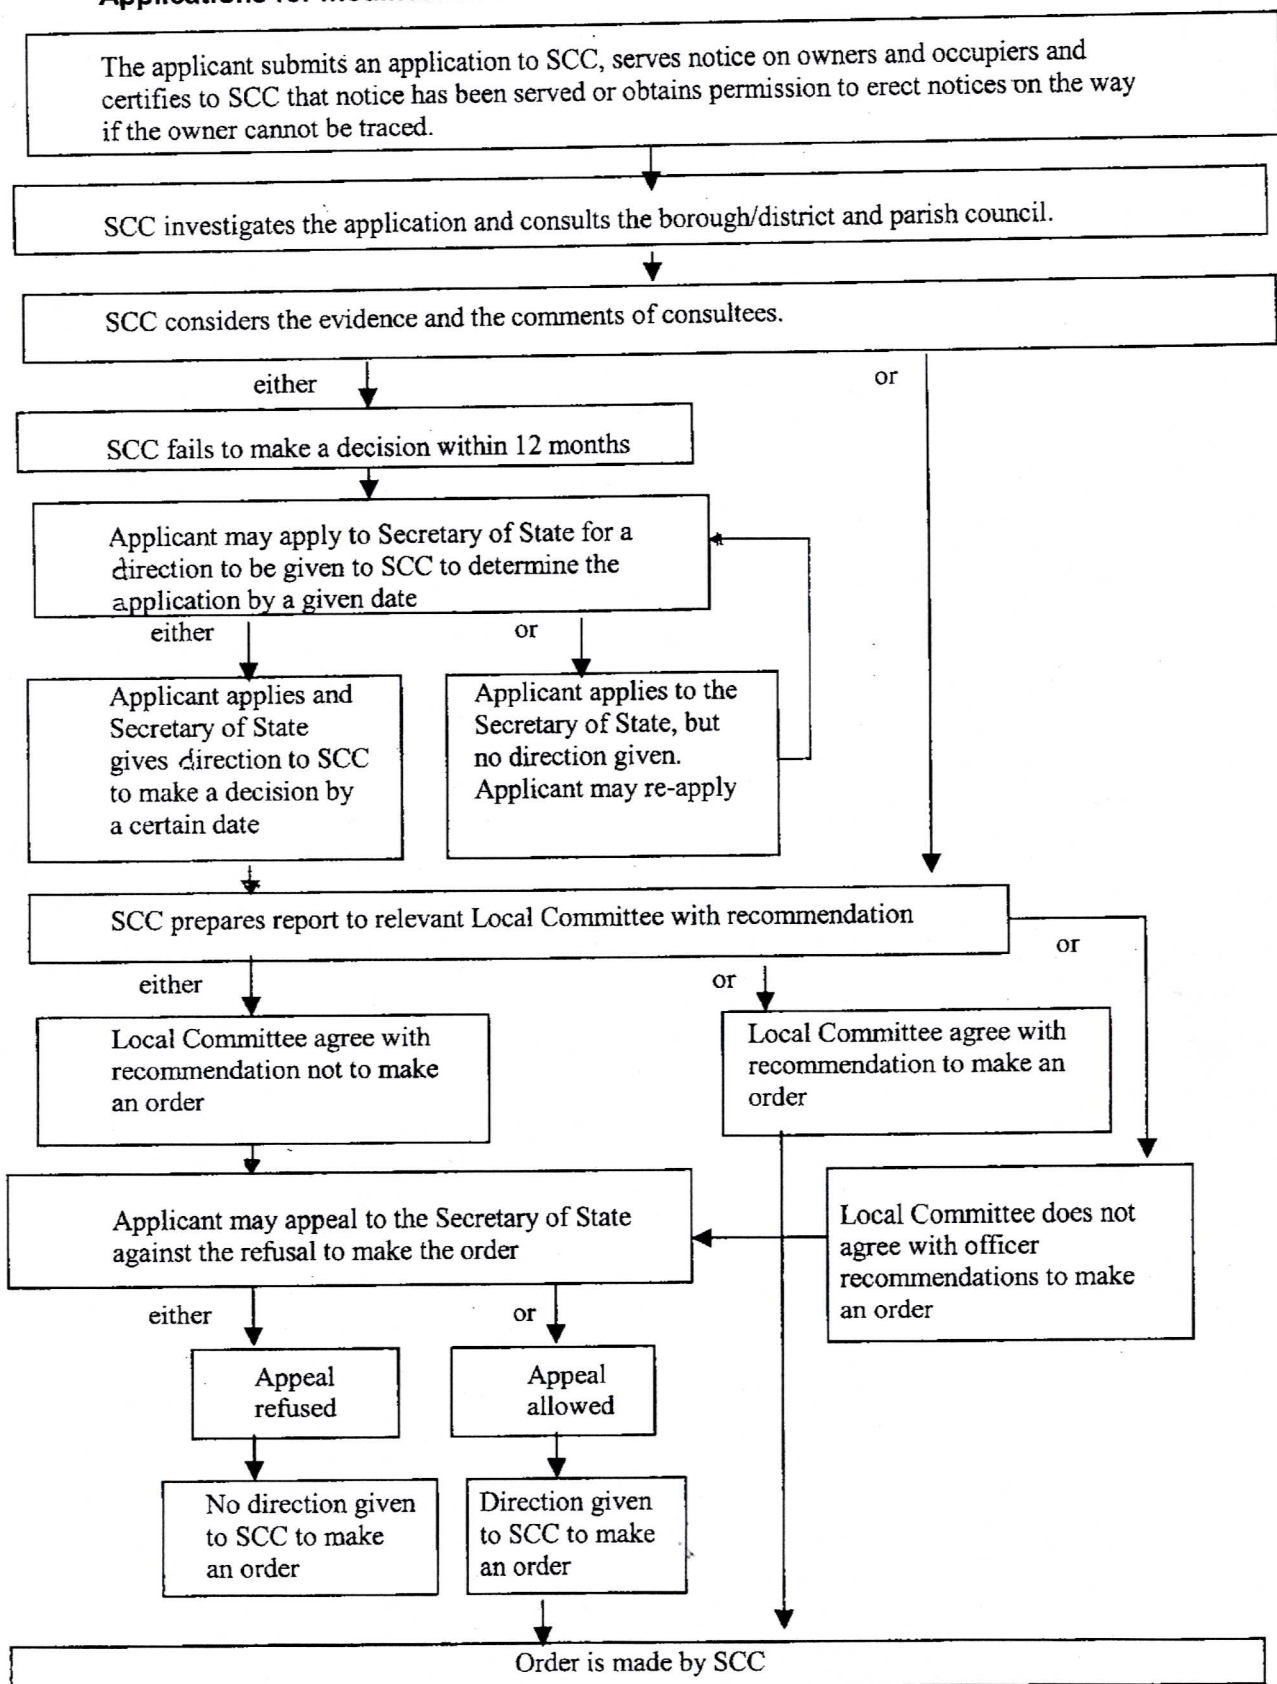 Applications for
The applicant submits an application to SCC, serves notice on owners and occupiers and
certifies to SCC that notice has been served or obtains permission to erect notices on the way
if the owner cannot be traced.
SCC investigates the application and consults the borough/district and parish council.
SCC considers the evidence and the comments of consultees.
either
or
SCC fails to make a decision within 12 months
Applicant may apply to Secretary of State for a
direction to be given to SCC to determine the
application by a given date
either
or
Applicant applies and
Secretary of State
gives direction to SCC
to make a decision by
a certain date
Applicant applies to the
Secretary of State, but
no direction given.
Applicant may re-apply
SCC prepares report to relevant Local Committee with recommendation
either
or
or
Local Committee agree with
recommendation not to make
an order
Local Committee agree with
recommendation to make an
order
Applicant may appeal to the Secretary of State
against the refusal to make the order
Local Committee does not
agree with officer
recommendations to make
an order
either
or
Appeal
refused
Appeal
allowed
No direction given
to SCC to make
an order
Direction given
to SCC to make
an order
Order is made by SCC